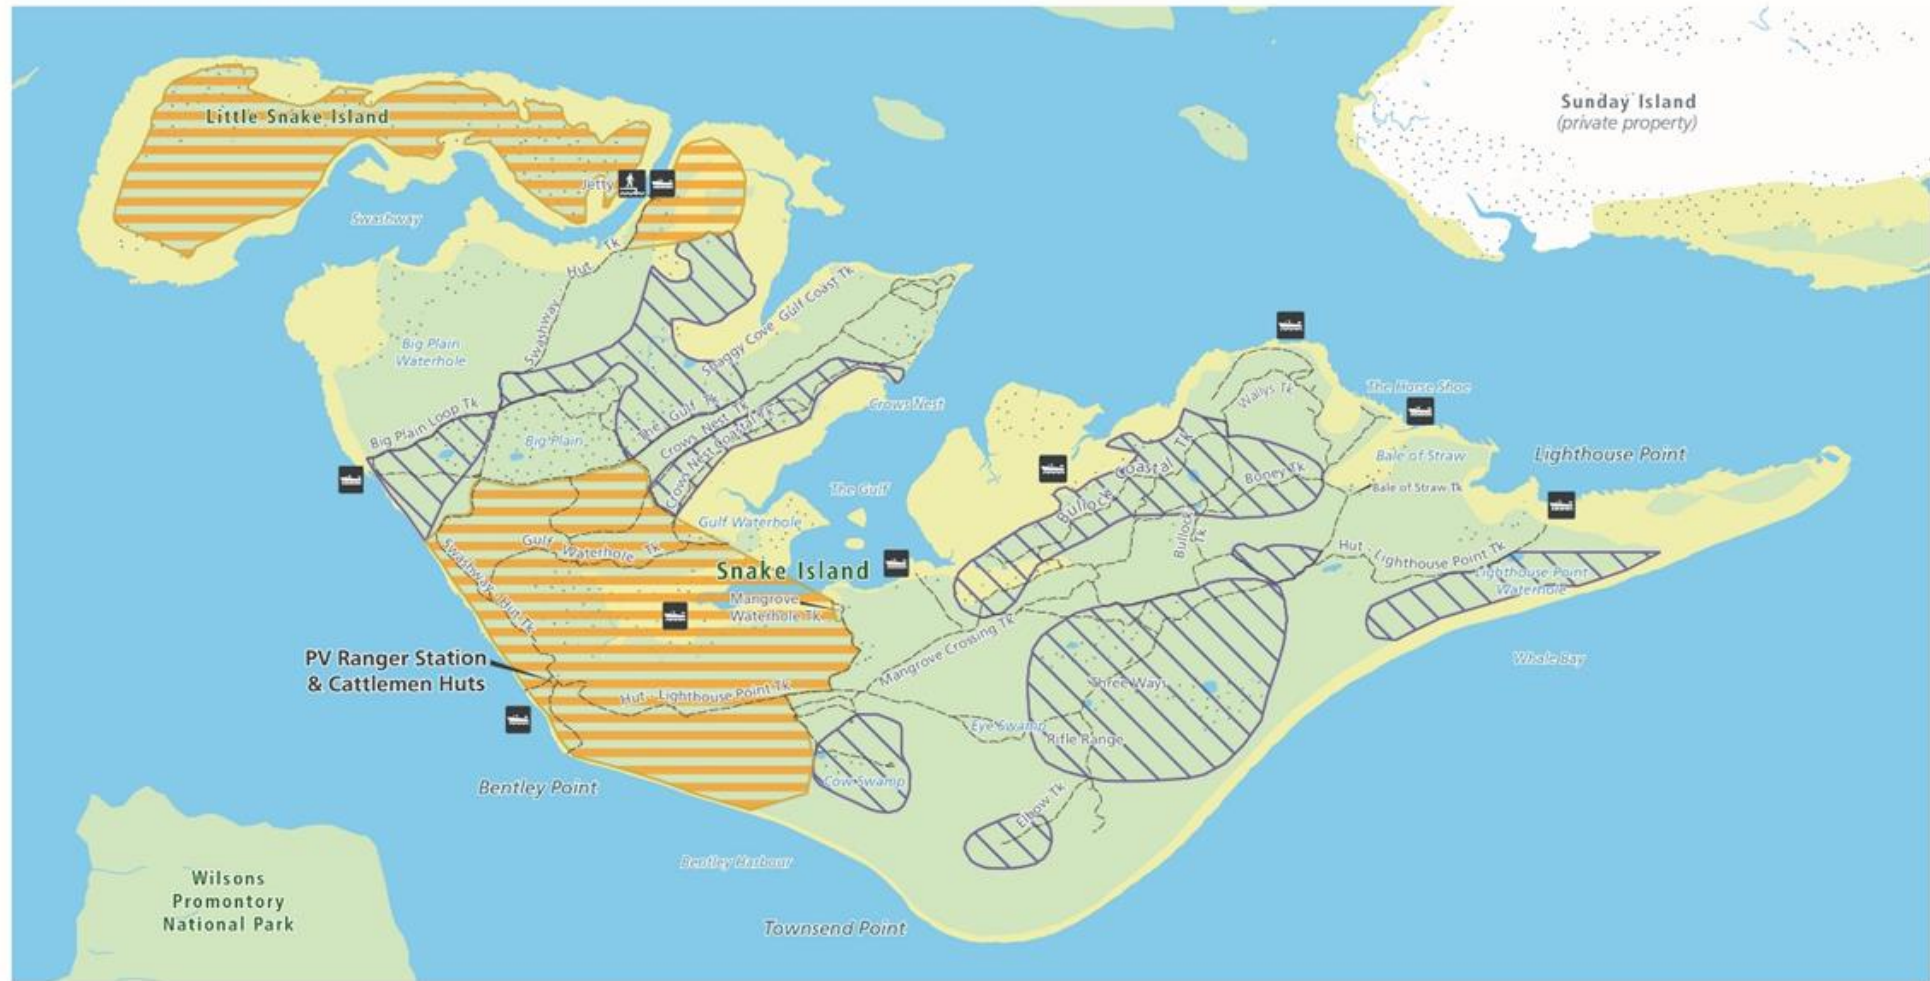 Little Snake Island
Sunday Island
(private property)
Jetty
Swashway
Swashway - Hut Tk
Big Plain
Waterhole
Shaggy Cove Gulf Coast Tk
Big Plain Loop Tk
Big Plain
The Gulf Tk
Crows Nest Tk
Crows Nest Coastal Tk
Crows Nest
The Gulf
Gulf Waterhole
Gulf Waterhole Tk
Snake Island
Mangrove
Waterhole Tk
Swashway - Hut Tk
PV Ranger Station
& Cattlemen Huts
Hut - Lighthouse Point Tk
Mangrove Crossing Tk
Wallys Tk
The Horse Shoe
Bale of Straw
Bale of Straw Tk
Lighthouse Point
Bullock Coastal Tk
Boney Tk
Bullock
Tk
Hut - Lighthouse Point Tk
Lighthouse Point
Waterhole
Whale Bay
Three Ways
Eye Swamp
Rifle Range
Cow Swamp
Elbow Tk
Bentley Point
Bentley Harbour
Townsend Point
Wilsons
Promontory
National Park